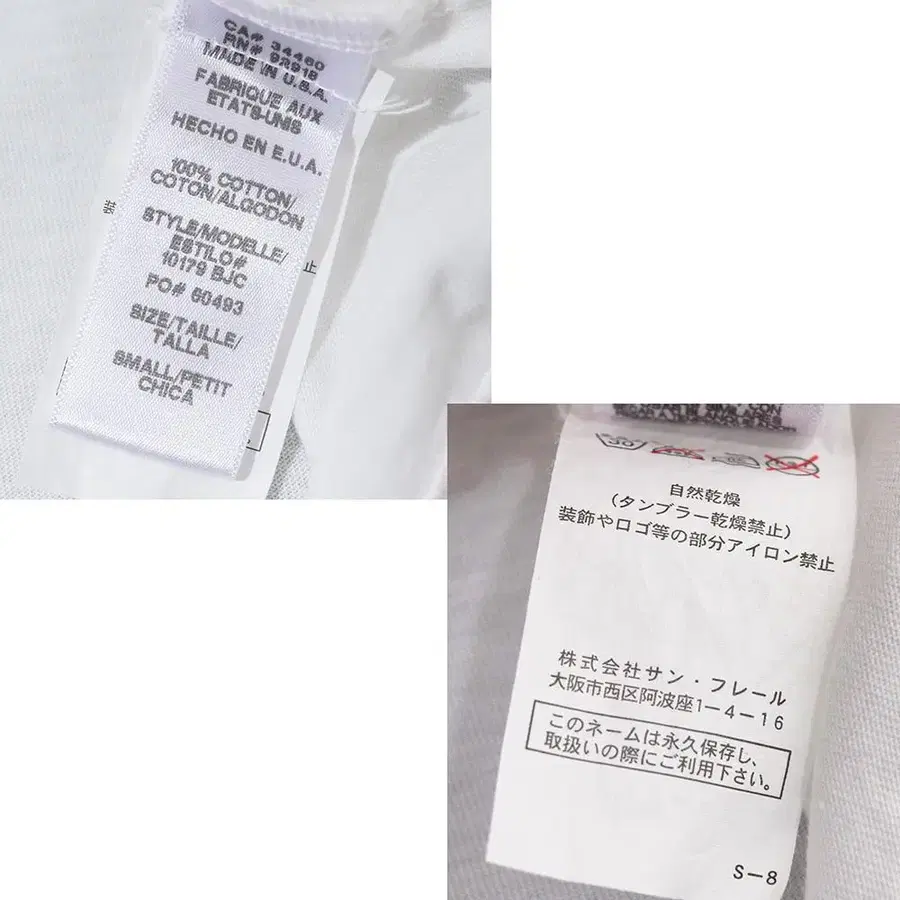 CA# 34460
RN# 92918
MADE IN U.S.A.
FABRIQUE AUX
ETATS-UNIS
HECHO EN E.U.A.
100% COTTON/
COTON/ALGODON
STYLE/MODELLE/
ESTILO#
10179 BJC
PO# 60493
SIZE/TAILLE/
TALLA
SMALL/PETIT
CHICA
装
止
自然乾燥
(タンブラー乾燥禁止)
装飾やロゴ等の部分アイロン禁止
株式会社サン・フレール
大阪市西区阿波座1-4-16
このネームは永久保存し、
取扱いの際にご利用下さい。
S-8